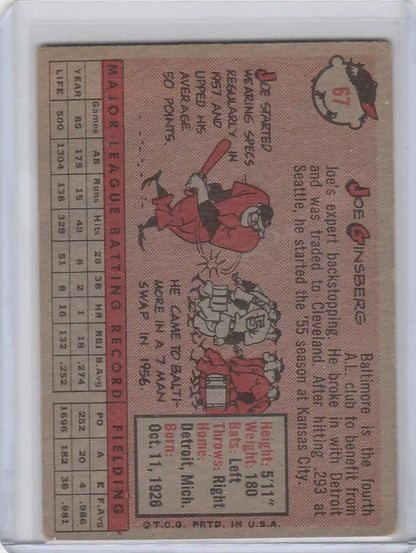 67
JOE GINSBERG
Baltimore is the fourth
A.L. club to benefit from
Joe's expert backstopping. He broke in with Detroit
and was traded to Cleveland. After hitting .293 at
Seattle, he started the '55 season at Kansas City.
JOE STARTED
WEARING SPECS
REGULARLY IN
1957 AND
UPPED HIS
AVERAGE
50 POINTS.
5
HE CAME TO BALTI-
MORE IN A 7 MAN
SWAP IN 1956.
Height: 5'11"
Weight: 180
Bats: Left
Throws: Right
Home:
Detroit, Mich.
Born:
Oct. 11, 1926
MAJOR LEAGUE BATTING RECORD FIELDING
Games AB Runs Hits 2B 3B HR RBI B.Avg PO A E F.Avg
YEAR 85 175 15 48 8 2 1 18 .274 252 20 4 .986
LIFE 500 1304 138 328 51 8 16 132 .252 1696 182 36 .981
©T.C.G. PRTD. IN U.S.A.